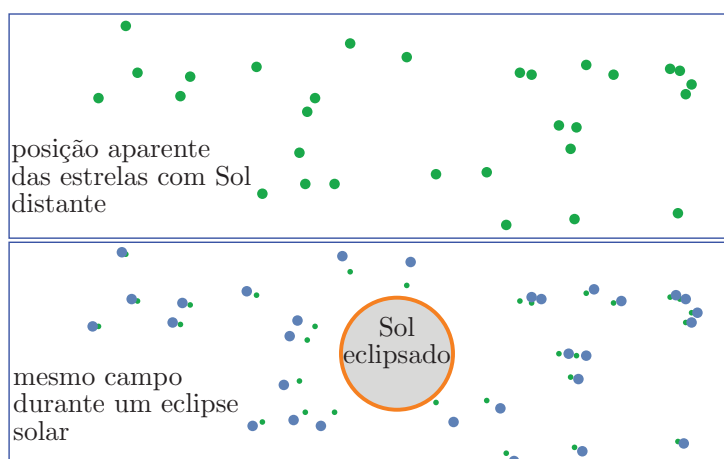 posição aparente
das estrelas com Sol
distante
Sol
eclipsado
mesmo campo
durante um eclipse
solar